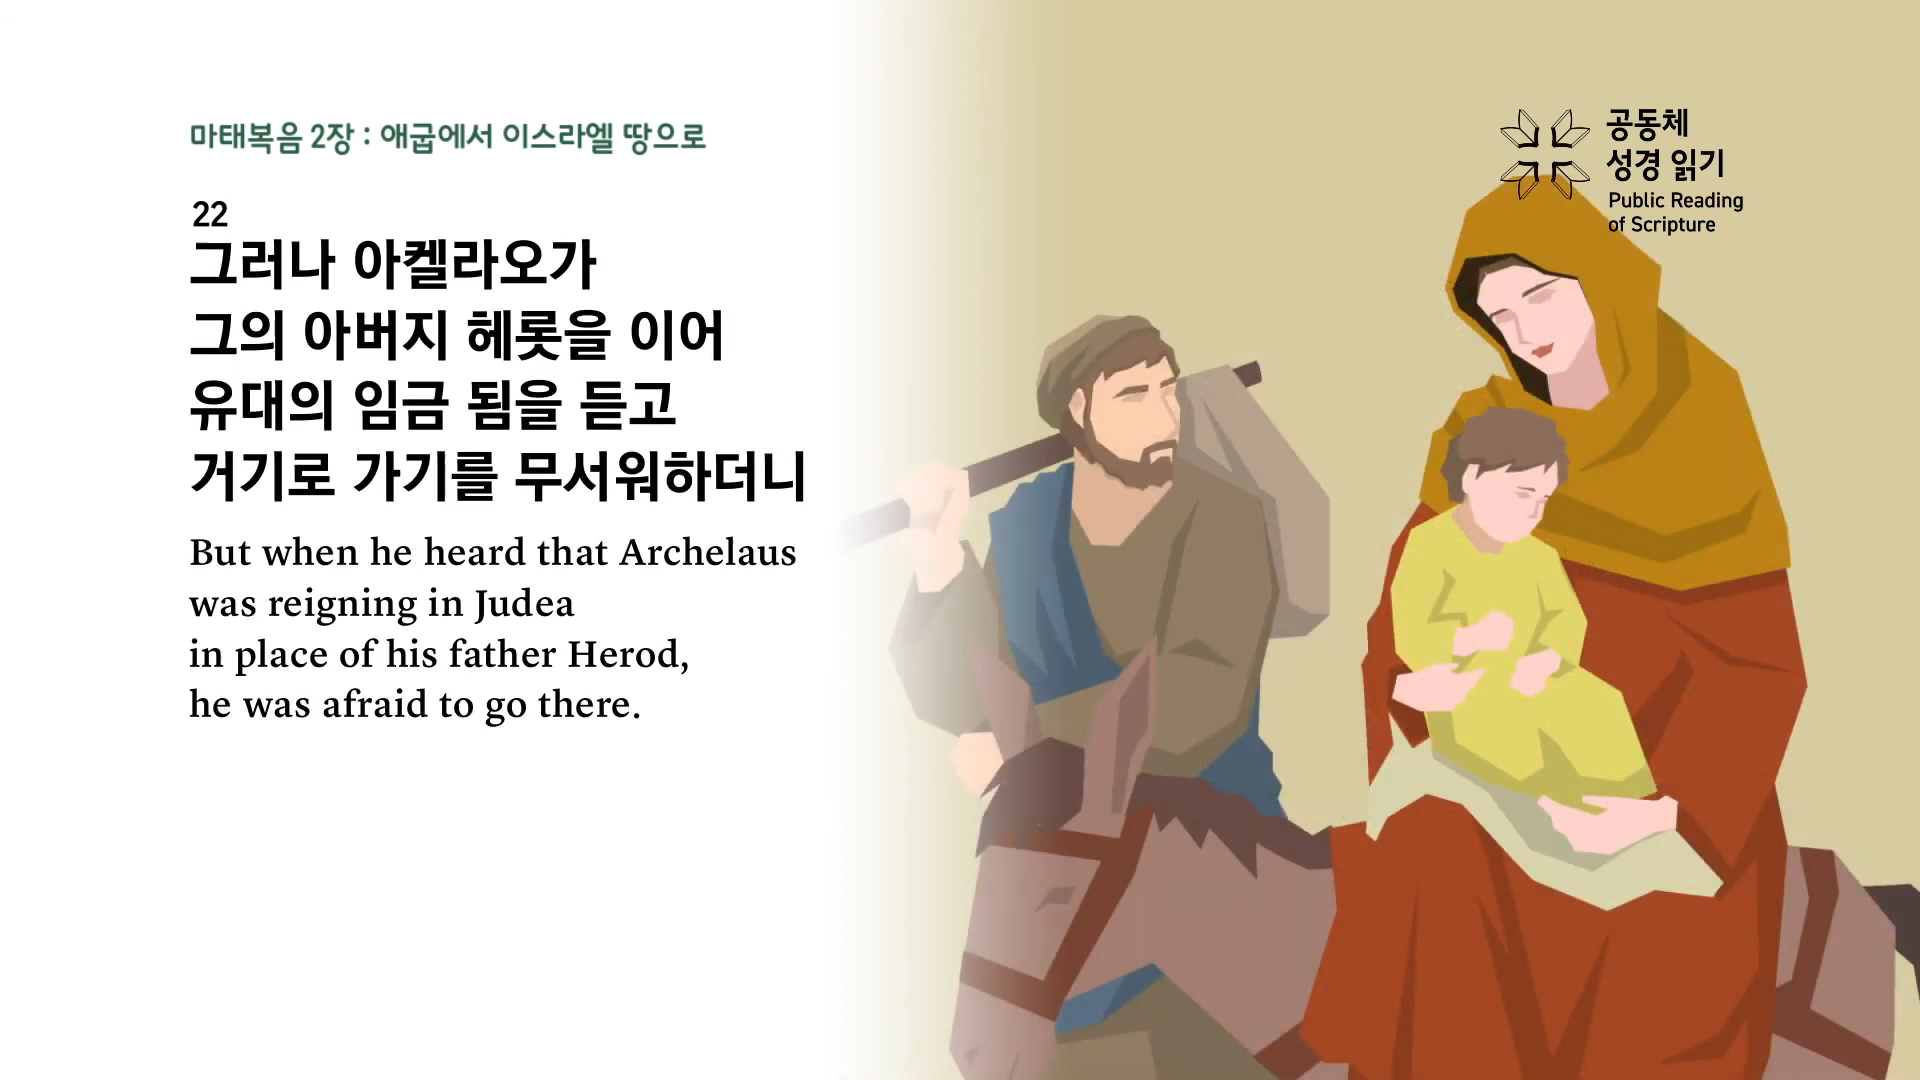 마태복음 2장 : 애굽에서 이스라엘 땅으로
22
그러나 아켈라오가
그의 아버지 헤롯을 이어
유대의 임금 됨을 듣고
거기로 가기를 무서워하더니
But when he heard that Archelaus
was reigning in Judea
in place of his father Herod,
he was afraid to go there.
공동체
성경 읽기
Public Reading
of Scripture